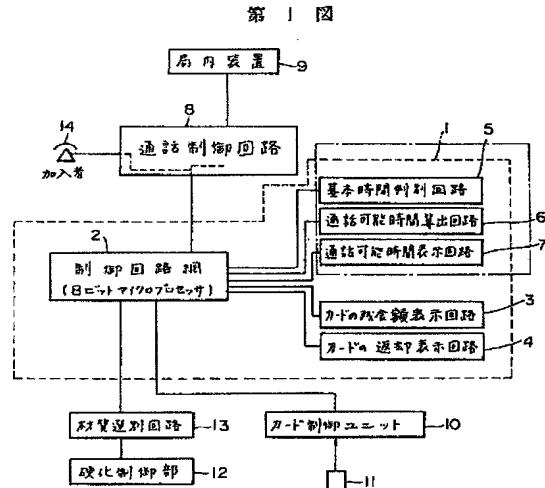 第1図
局内装置
9
8
14
通話制御回路
加入者
1
5
基本時間判別回路
通話可能時間算出回路
6
通話可能時間表示回路
7
2
制御回路網
(8ビットマイクロプロセッサ)
カードの残金額表示回路
3
カードの返却表示回路
4
材質選別回路
13
カード制御ユニット
10
硬化制御部
12
11